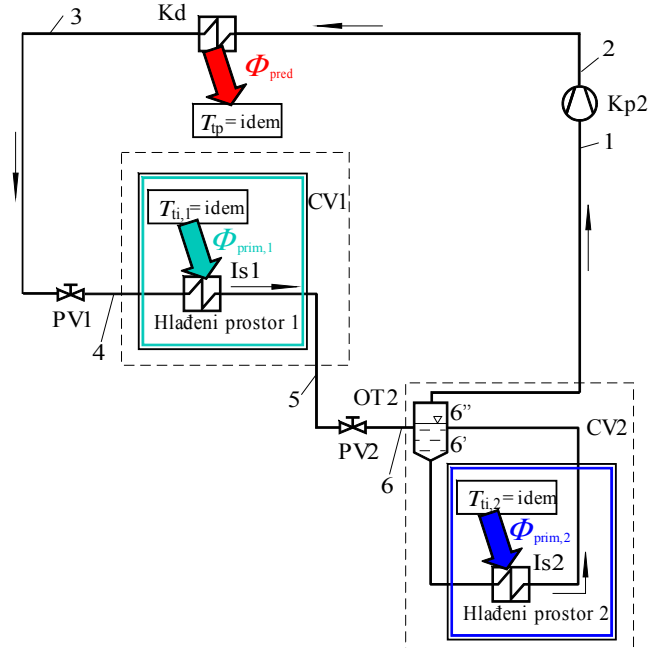 3
Kd
Φpred
Ttp = idem
2
Kp2
1
CV1
Tti,1 = idem
Φprim,1
Is1
PV1
Hlađeni prostor 1
4
5
OT2
6”
6’
CV2
PV2
6
Tti,2 = idem
Φprim,2
Is2
Hlađeni prostor 2